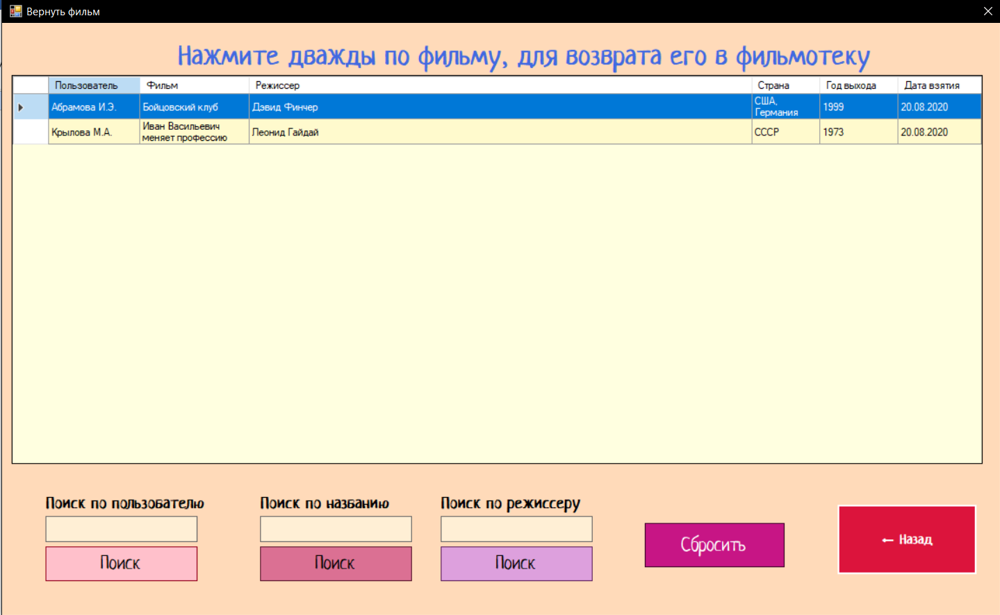 Вернуть фильм
Нажмите дважды по фильму, для возврата его в фильмотеку
Пользователь Фильм Режиссер Страна Год выхода Дата взятия
Абрамова И.Э. Бойцовский клуб Дэвид Финчер США, Германия 1999 20.08.2020
Крылова М.А. Иван Васильевич меняет профессию Леонид Гайдай СССР 1973 20.08.2020
Поиск по пользователю Поиск по названию Поиск по режиссеру
Поиск Поиск Поиск
Сбросить
← Назад